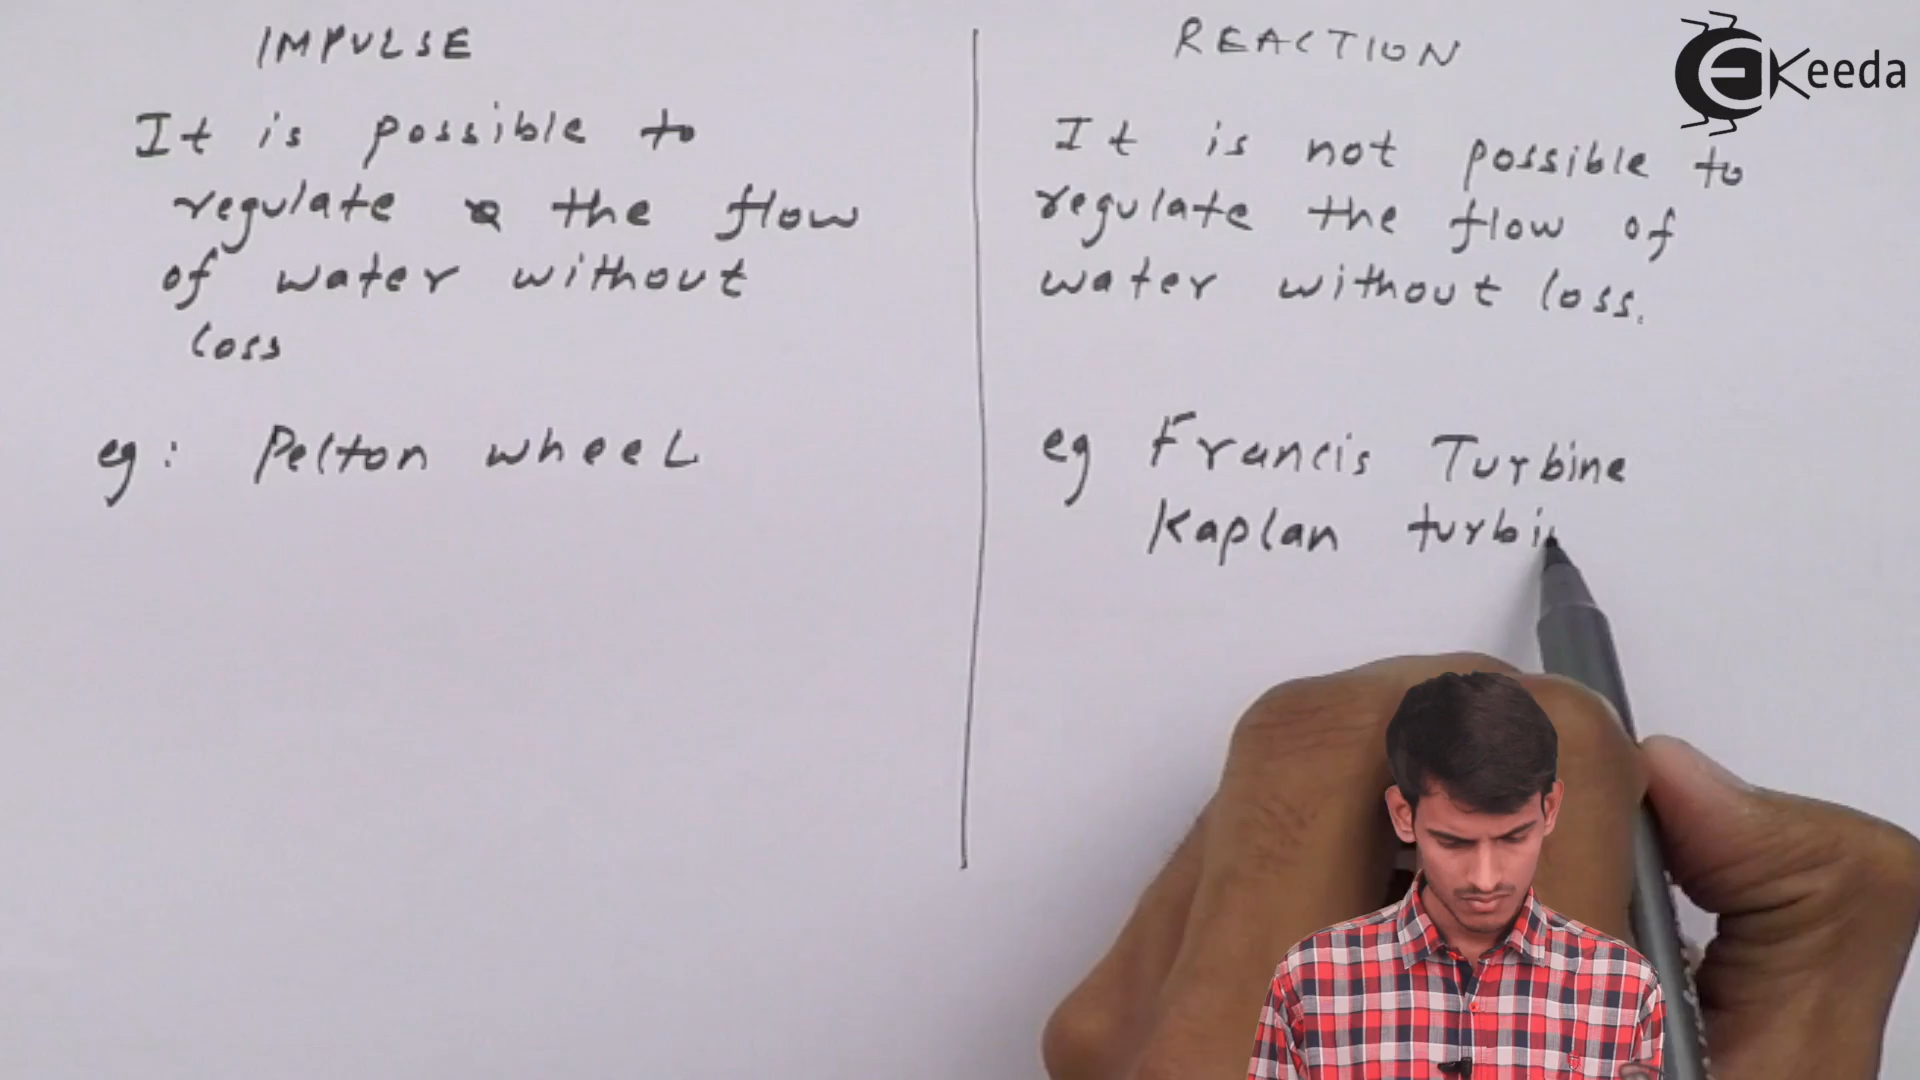 IMPULSE
It is possible to
regulate the flow
of water without
loss
eg: Pelton wheel
REACTION
It is not possible to
regulate the flow of
water without loss.
eg Francis Turbine
Kaplan turbi
EKeeda